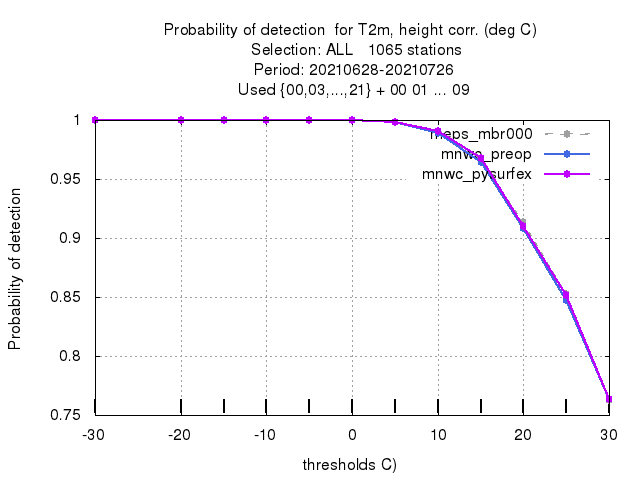 Probability of detection  for T2m, height corr. (deg C)
Selection: ALL   1065 stations
Period: 20210628-20210726
Used {00,03,...,21} + 00 01 ... 09
1
0.95
0.9
0.85
0.8
0.75
Probability of detection
meps_mbr000
mnwc_preop
mnwc_pysurfex
-30 -20 -10 0 10 20 30
thresholds C)